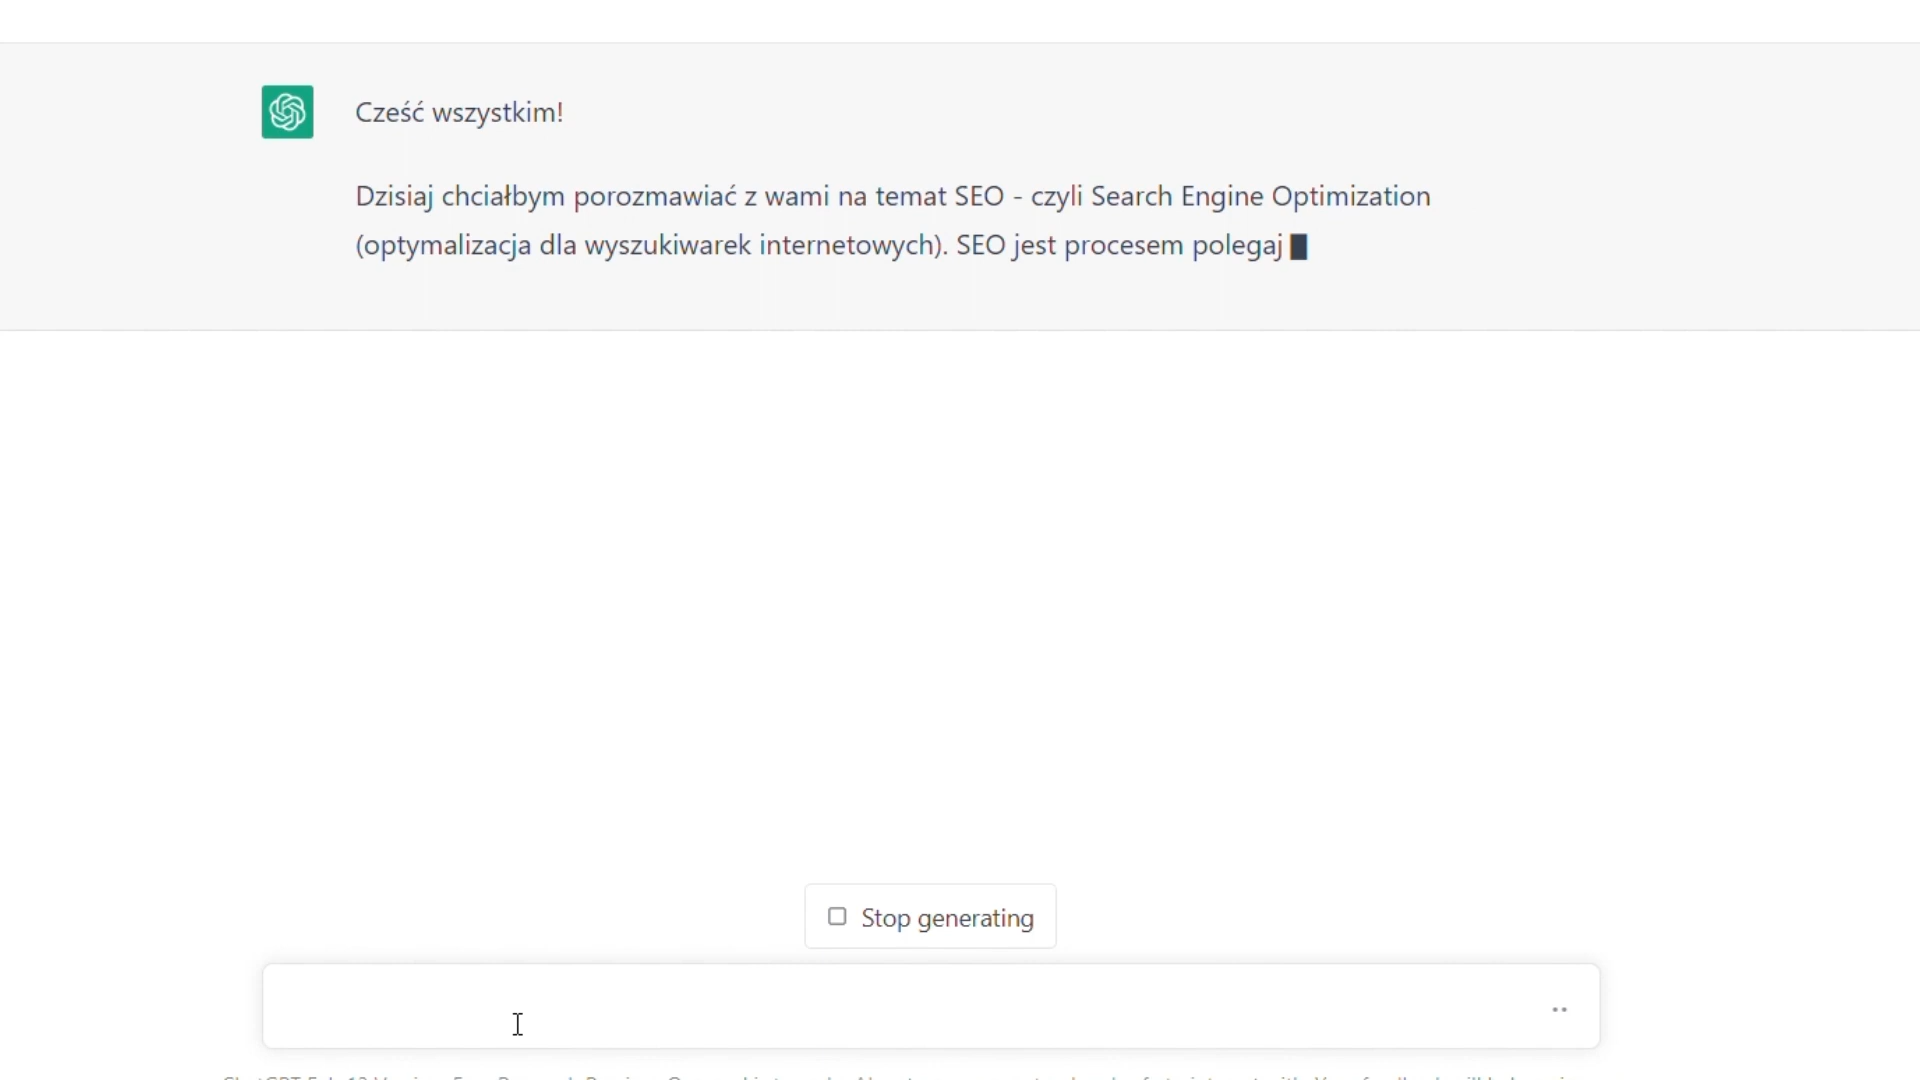 Cześć wszystkim!
Dzisiaj chciałbym porozmawiać z wami na temat SEO - czyli Search Engine Optimization
(optymalizacja dla wyszukiwarek internetowych). SEO jest procesem polegaj
Stop generating